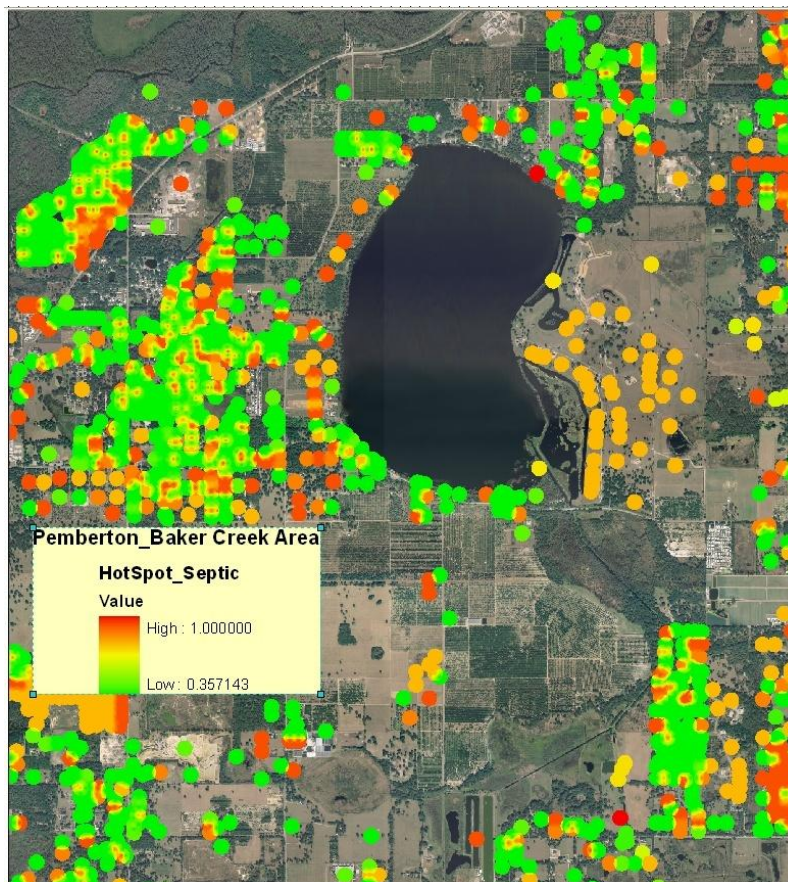 Pemberton_Baker Creek Area
HotSpot_Septic
Value
High : 1.000000
Low : 0.357143